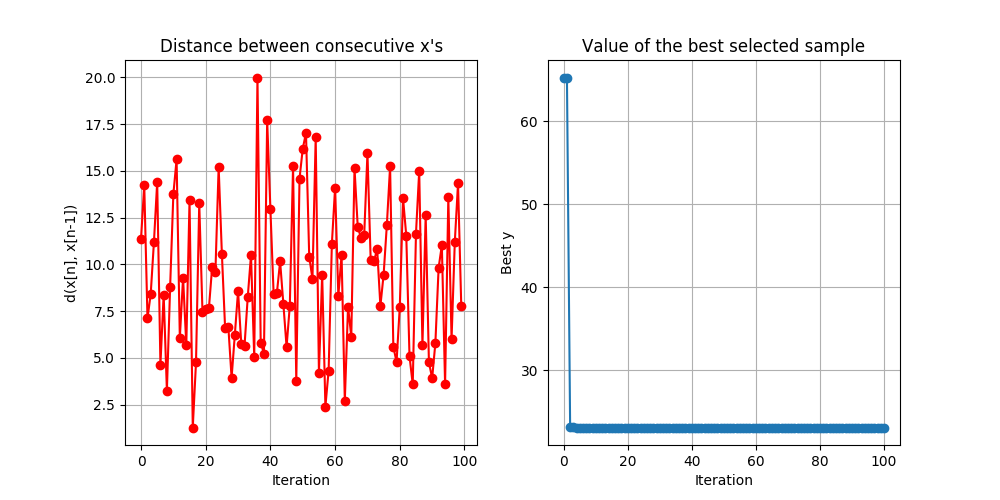 Distance between consecutive x's
d(x[n], x[n-1])
20.0
17.5
15.0
12.5
10.0
7.5
5.0
2.5
0 20 40 60 80 100
Iteration
Value of the best selected sample
Best y
60
50
40
30
0 20 40 60 80 100
Iteration